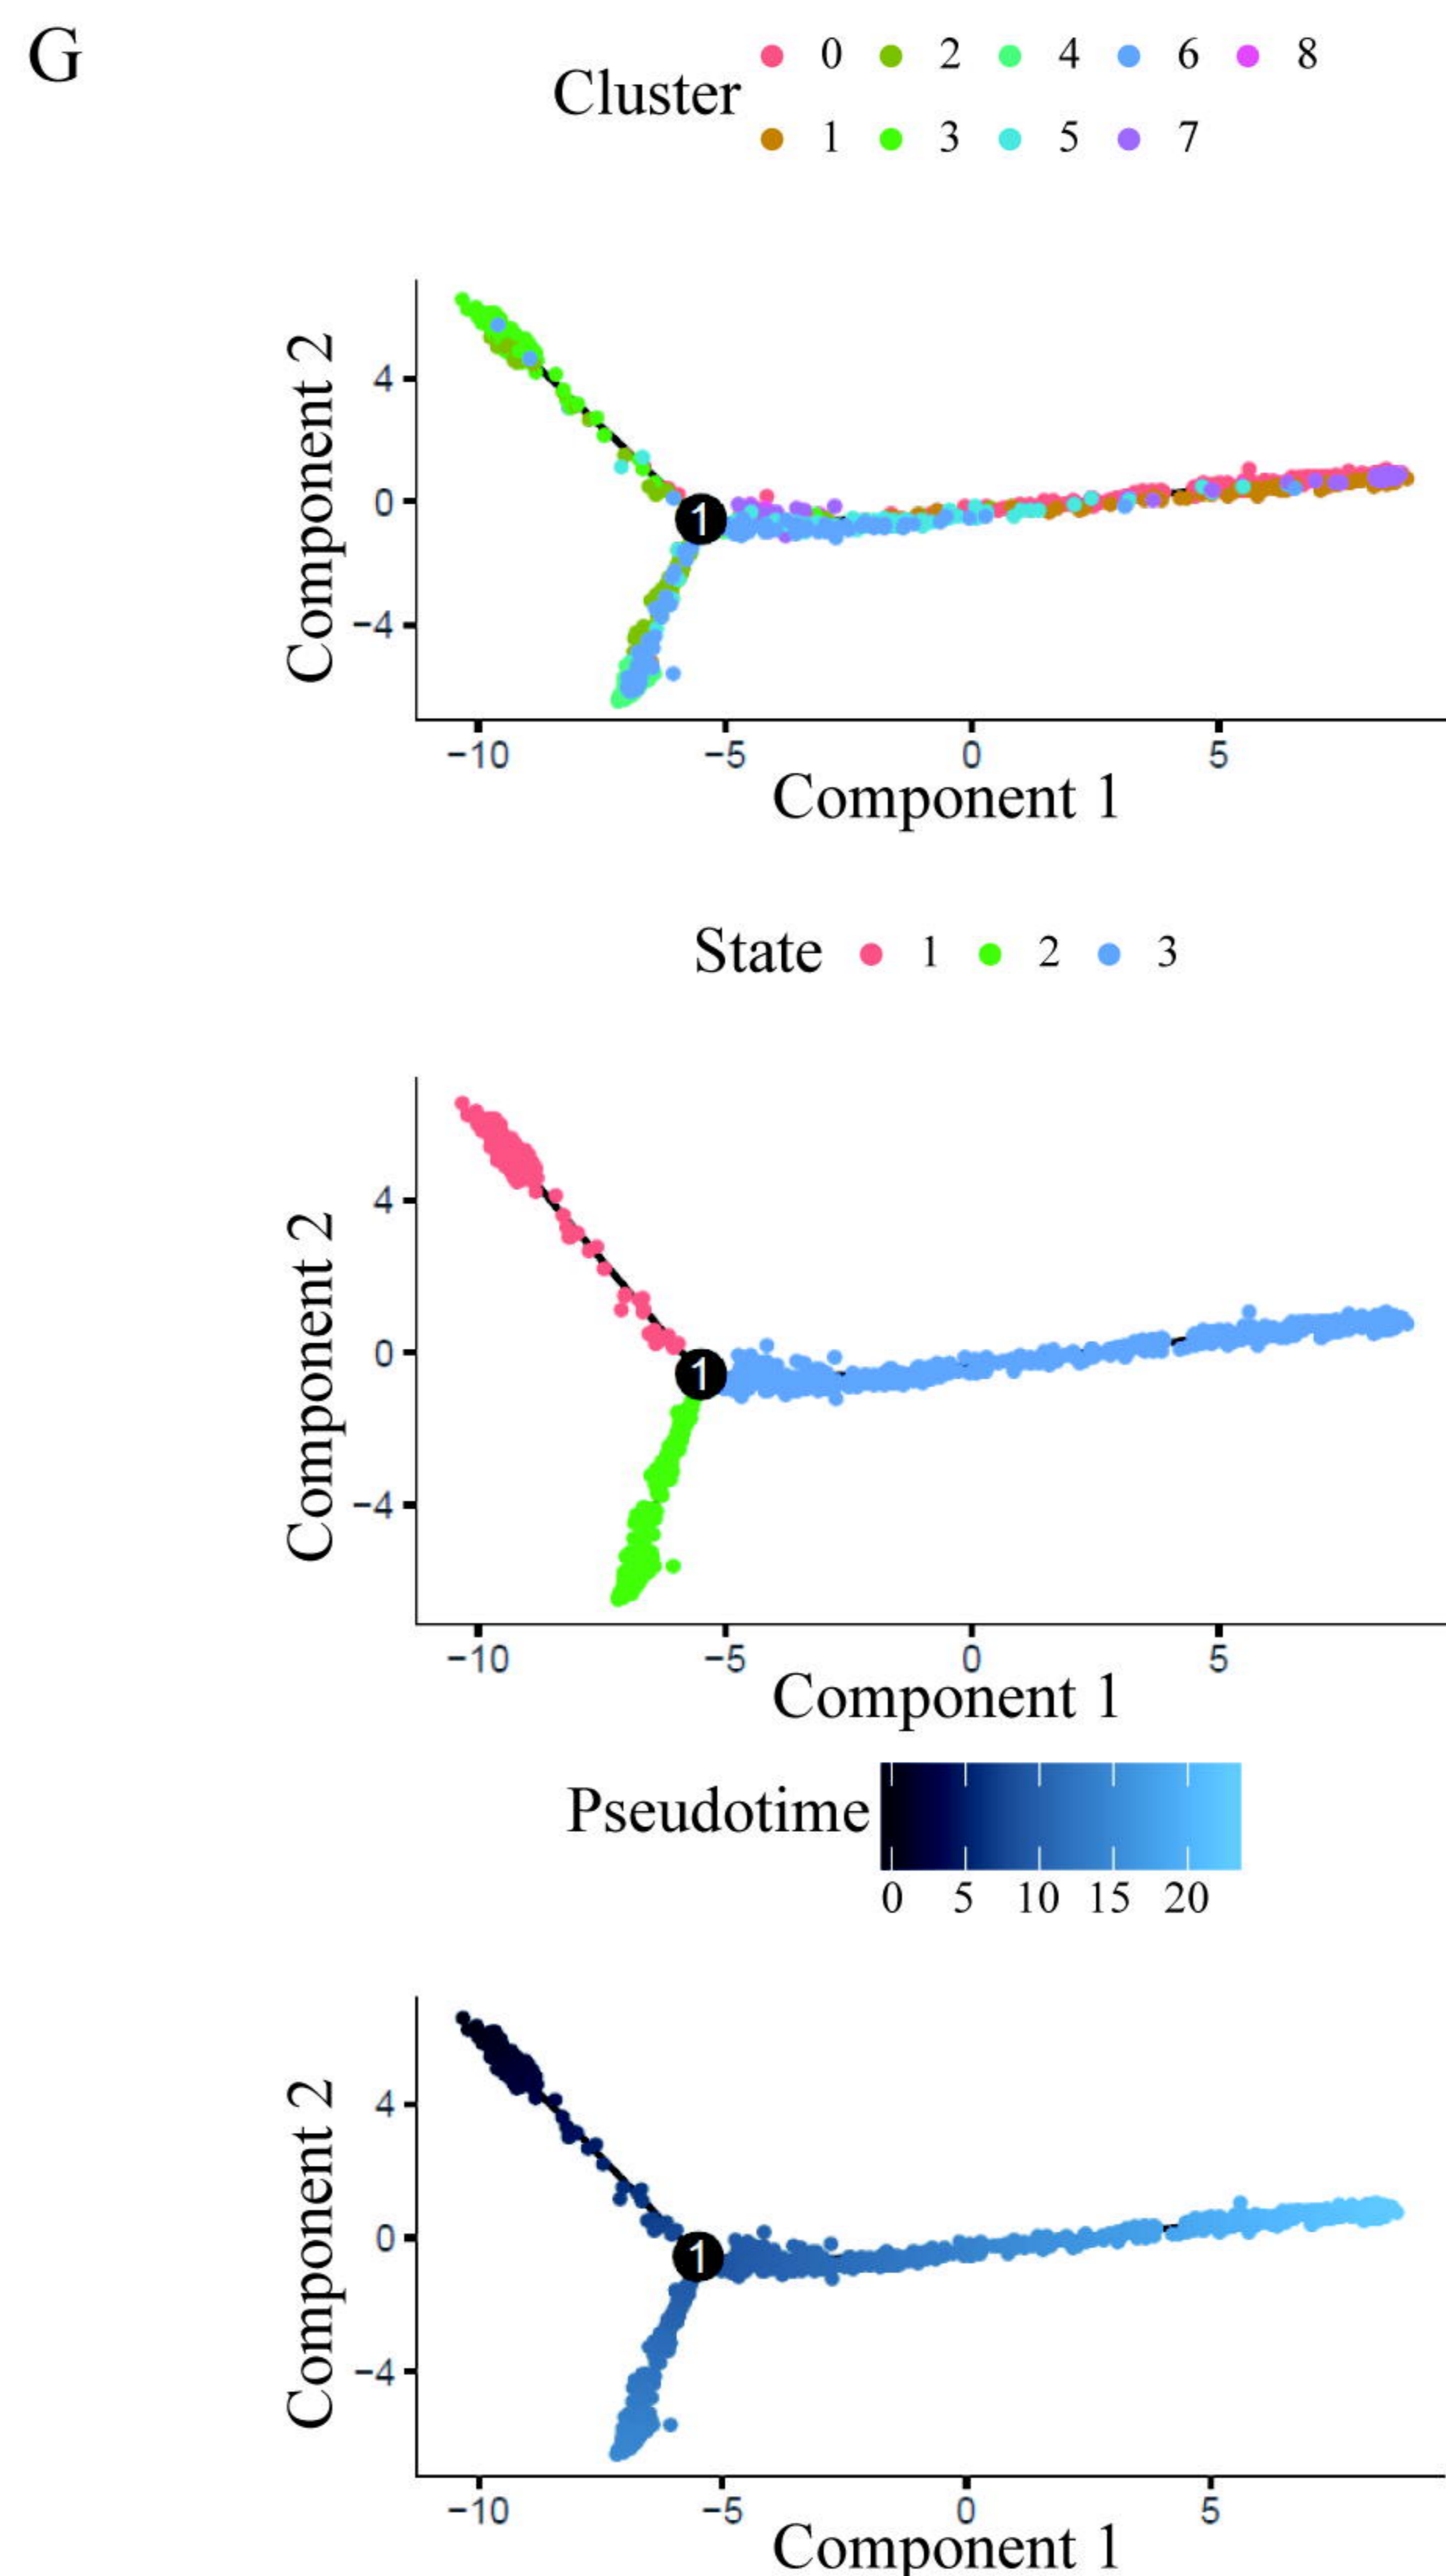 G
Cluster
0 2 4 6 8
1 3 5 7
Component 2
4
0
−4
1
−10 −5 0 5
Component 1
State 1 2 3
Component 2
4
0
−4
1
−10 −5 0 5
Component 1
Pseudotime
0 5 10 15 20
Component 2
4
0
−4
1
−10 −5 0 5
Component 1